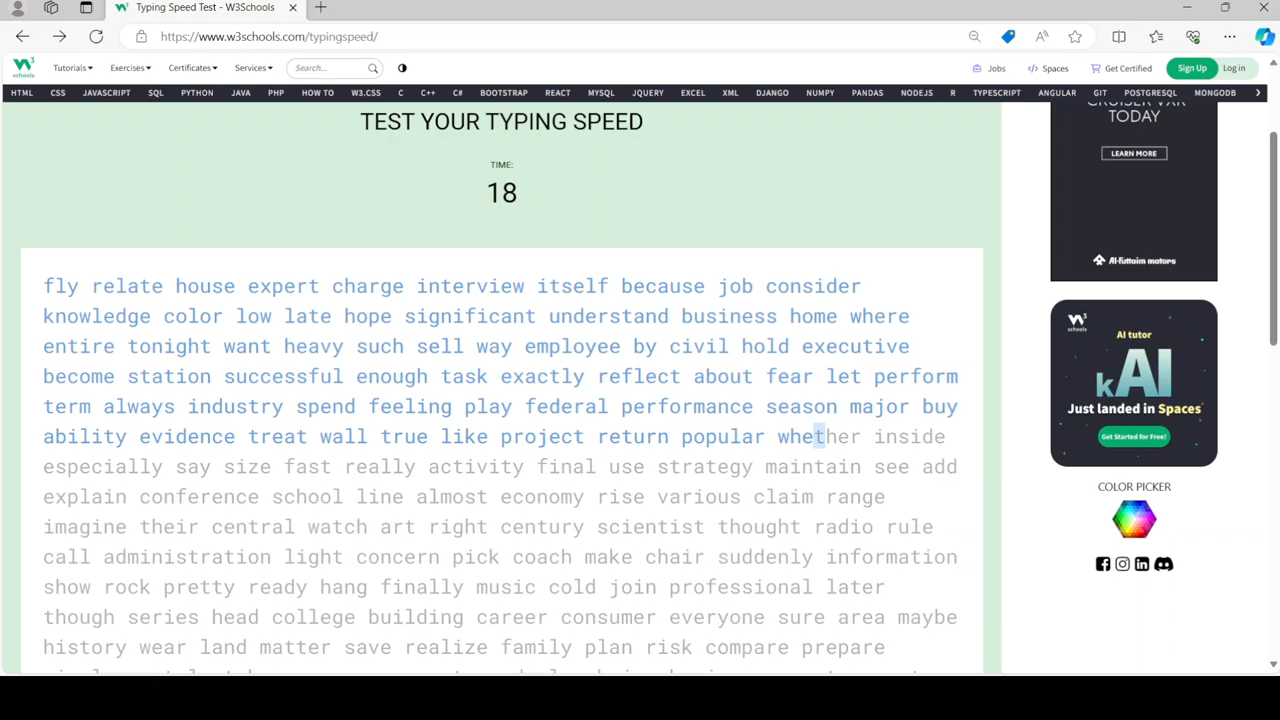 Typing Speed Test - W3Schools
https://www.w3schools.com/typingspeed/
W3 schools
Tutorials Exercises Certificates Services Search... Jobs Spaces Get Certified Sign Up Log in
HTML CSS JAVASCRIPT SQL PYTHON JAVA PHP HOW TO W3.CSS C C++ C# BOOTSTRAP REACT MYSQL JQUERY EXCEL XML DJANGO NUMPY PANDAS NODEJS R TYPESCRIPT ANGULAR GIT POSTGRESQL MONGODB
TEST YOUR TYPING SPEED
TIME:
18
fly relate house expert charge interview itself because job consider
knowledge color low late hope significant understand business home where
entire tonight want heavy such sell way employee by civil hold executive
become station successful enough task exactly reflect about fear let perform
term always industry spend feeling play federal performance season major buy
ability evidence treat wall true like project return popular whether inside
especially say size fast really activity final use strategy maintain see add
explain conference school line almost economy rise various claim range
imagine their central watch art right century scientist thought radio rule
call administration light concern pick coach make chair suddenly information
show rock pretty ready hang finally music cold join professional later
though series head college building career consumer everyone sure area maybe
history wear land matter save realize family plan risk compare prepare
CRUISER VXR
TODAY
LEARN MORE
Al-Futtaim motors
W3 schools
AI tutor
kAI
Just landed in Spaces
Get Started for Free!
COLOR PICKER